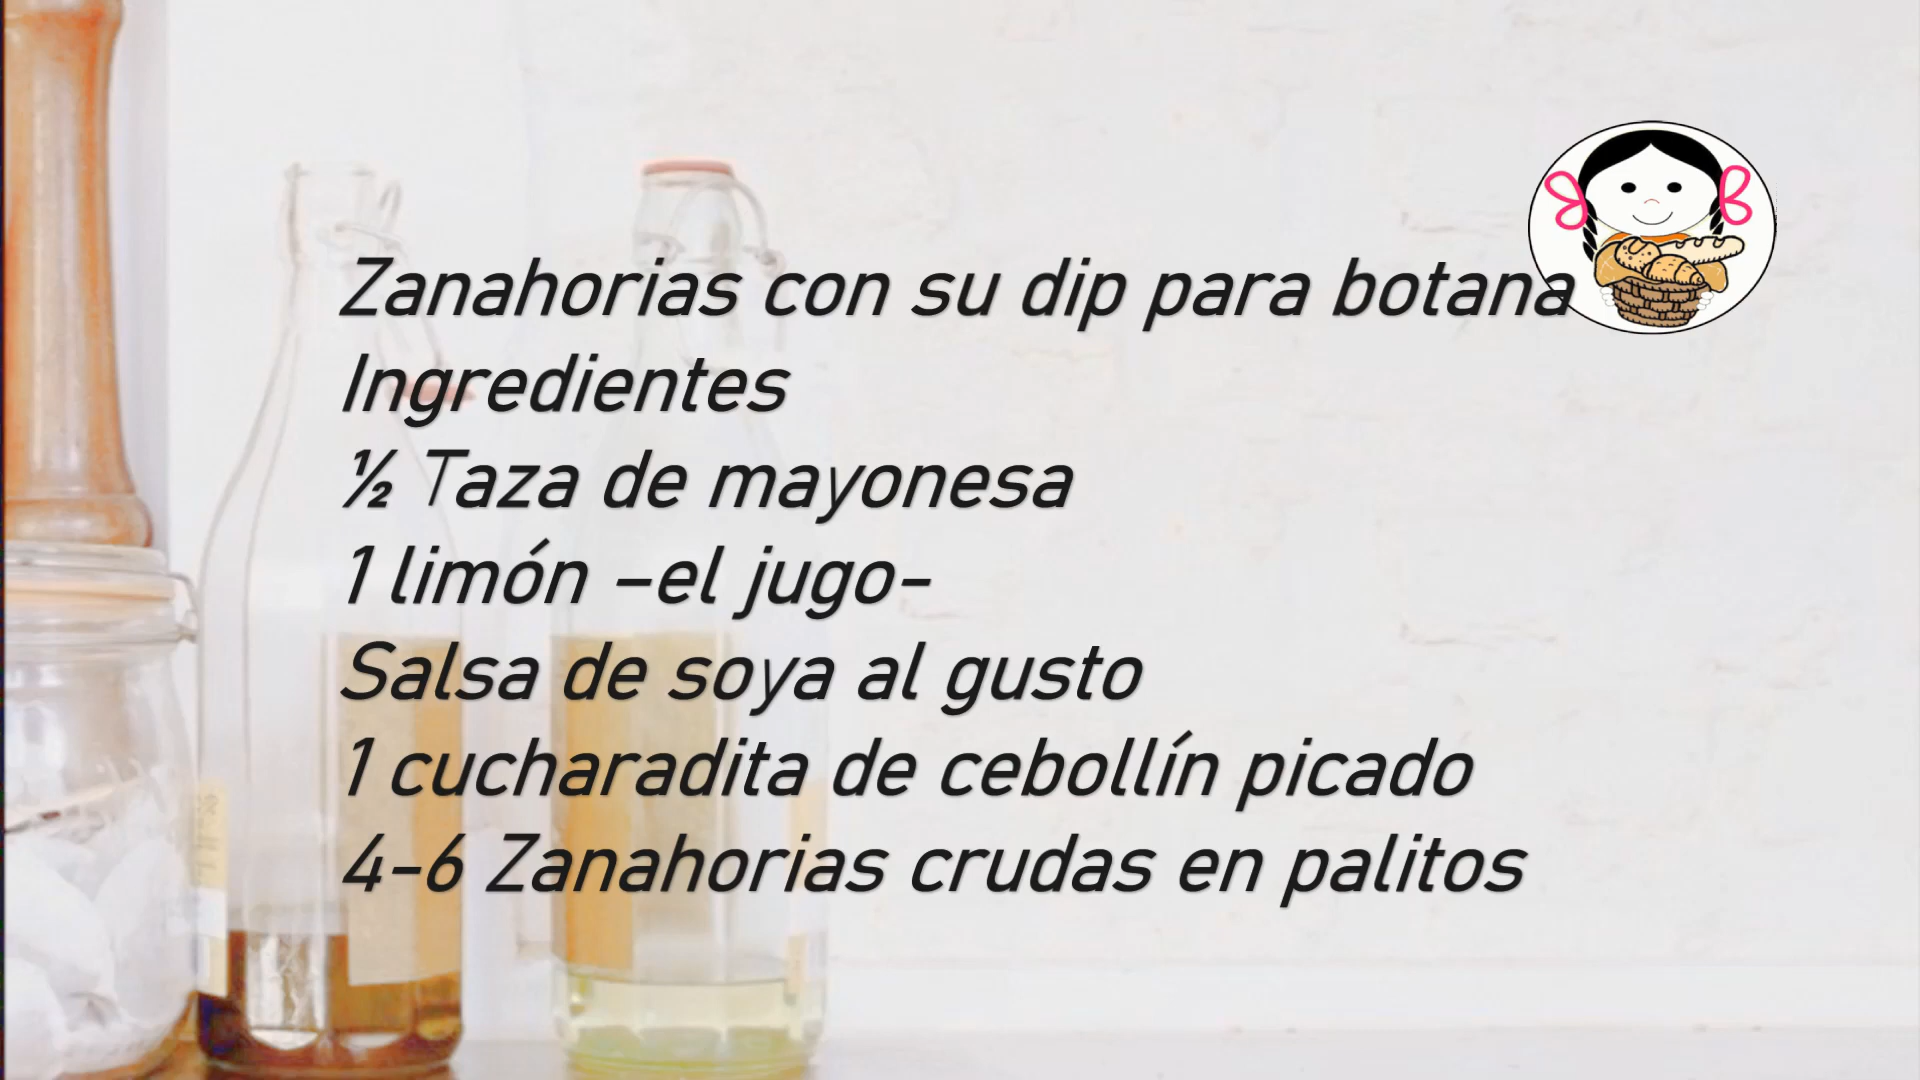 Zanahorias con su dip para botana
Ingredientes
½ Taza de mayonesa
1 limón –el jugo–
Salsa de soya al gusto
1 cucharadita de cebollín picado
4-6 Zanahorias crudas en palitos